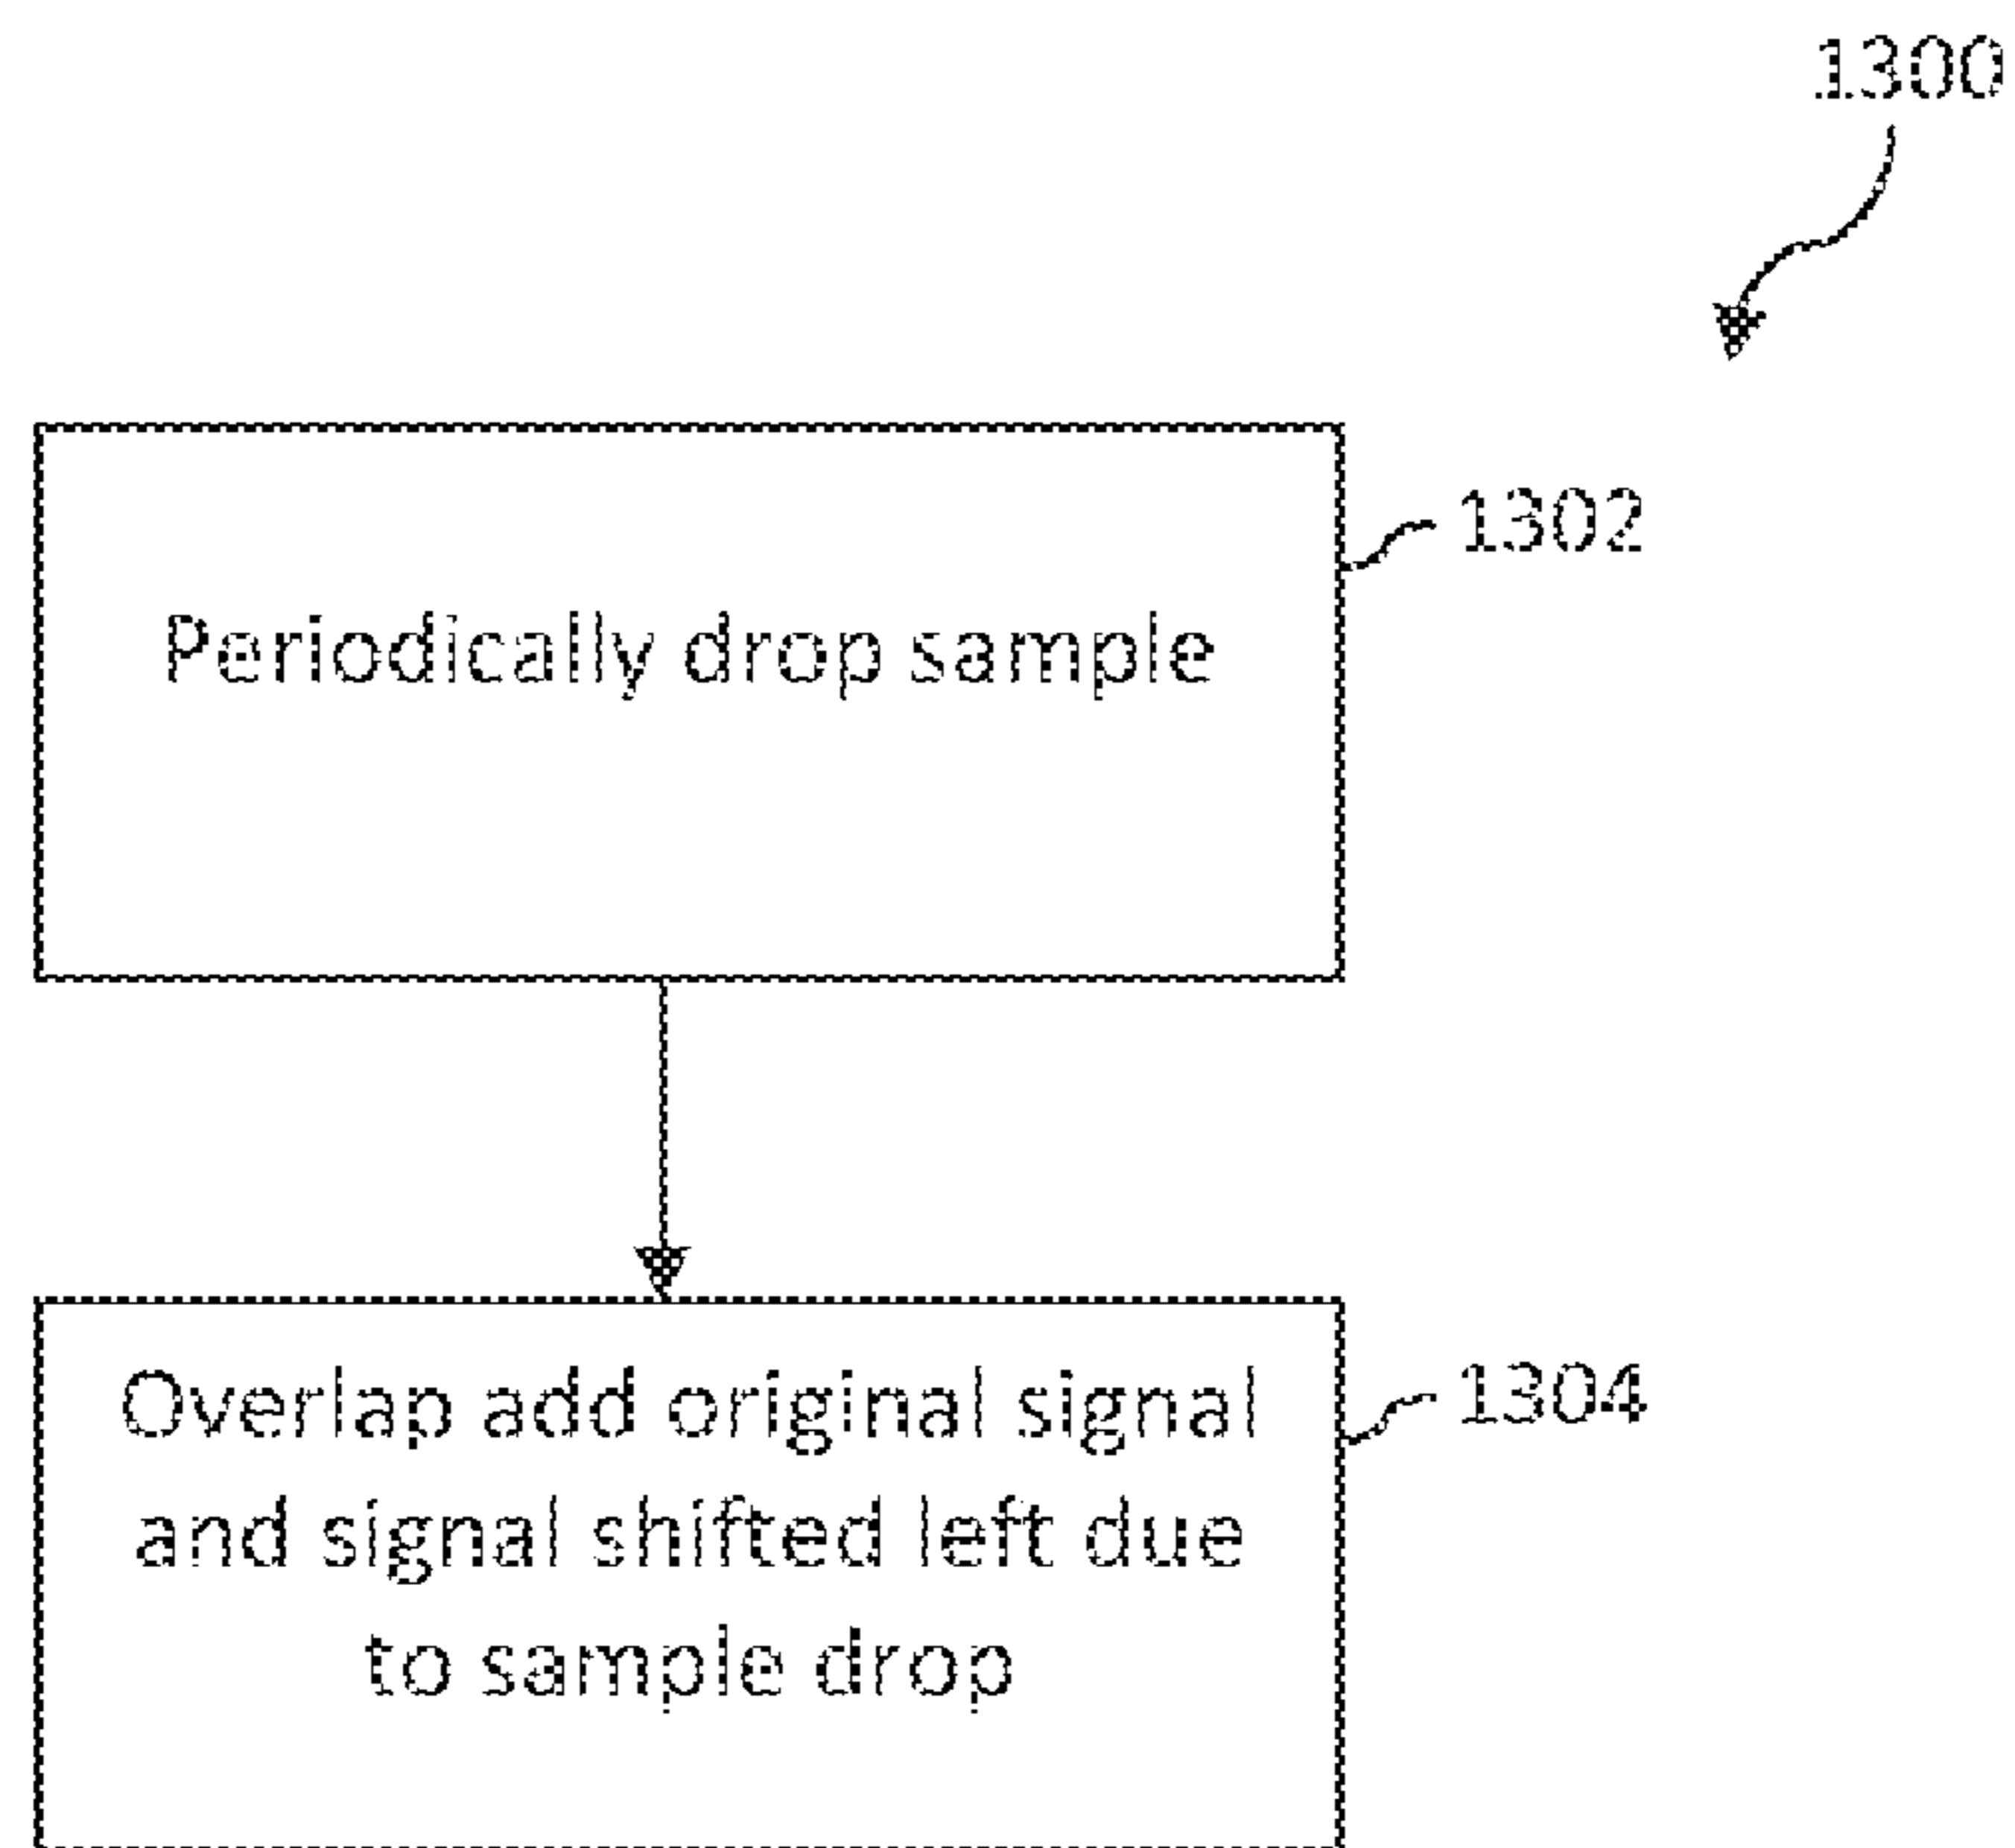 1300
1302
Periodically drop sample
1304
Overlap add original signal
and signal shifted left due
to sample drop